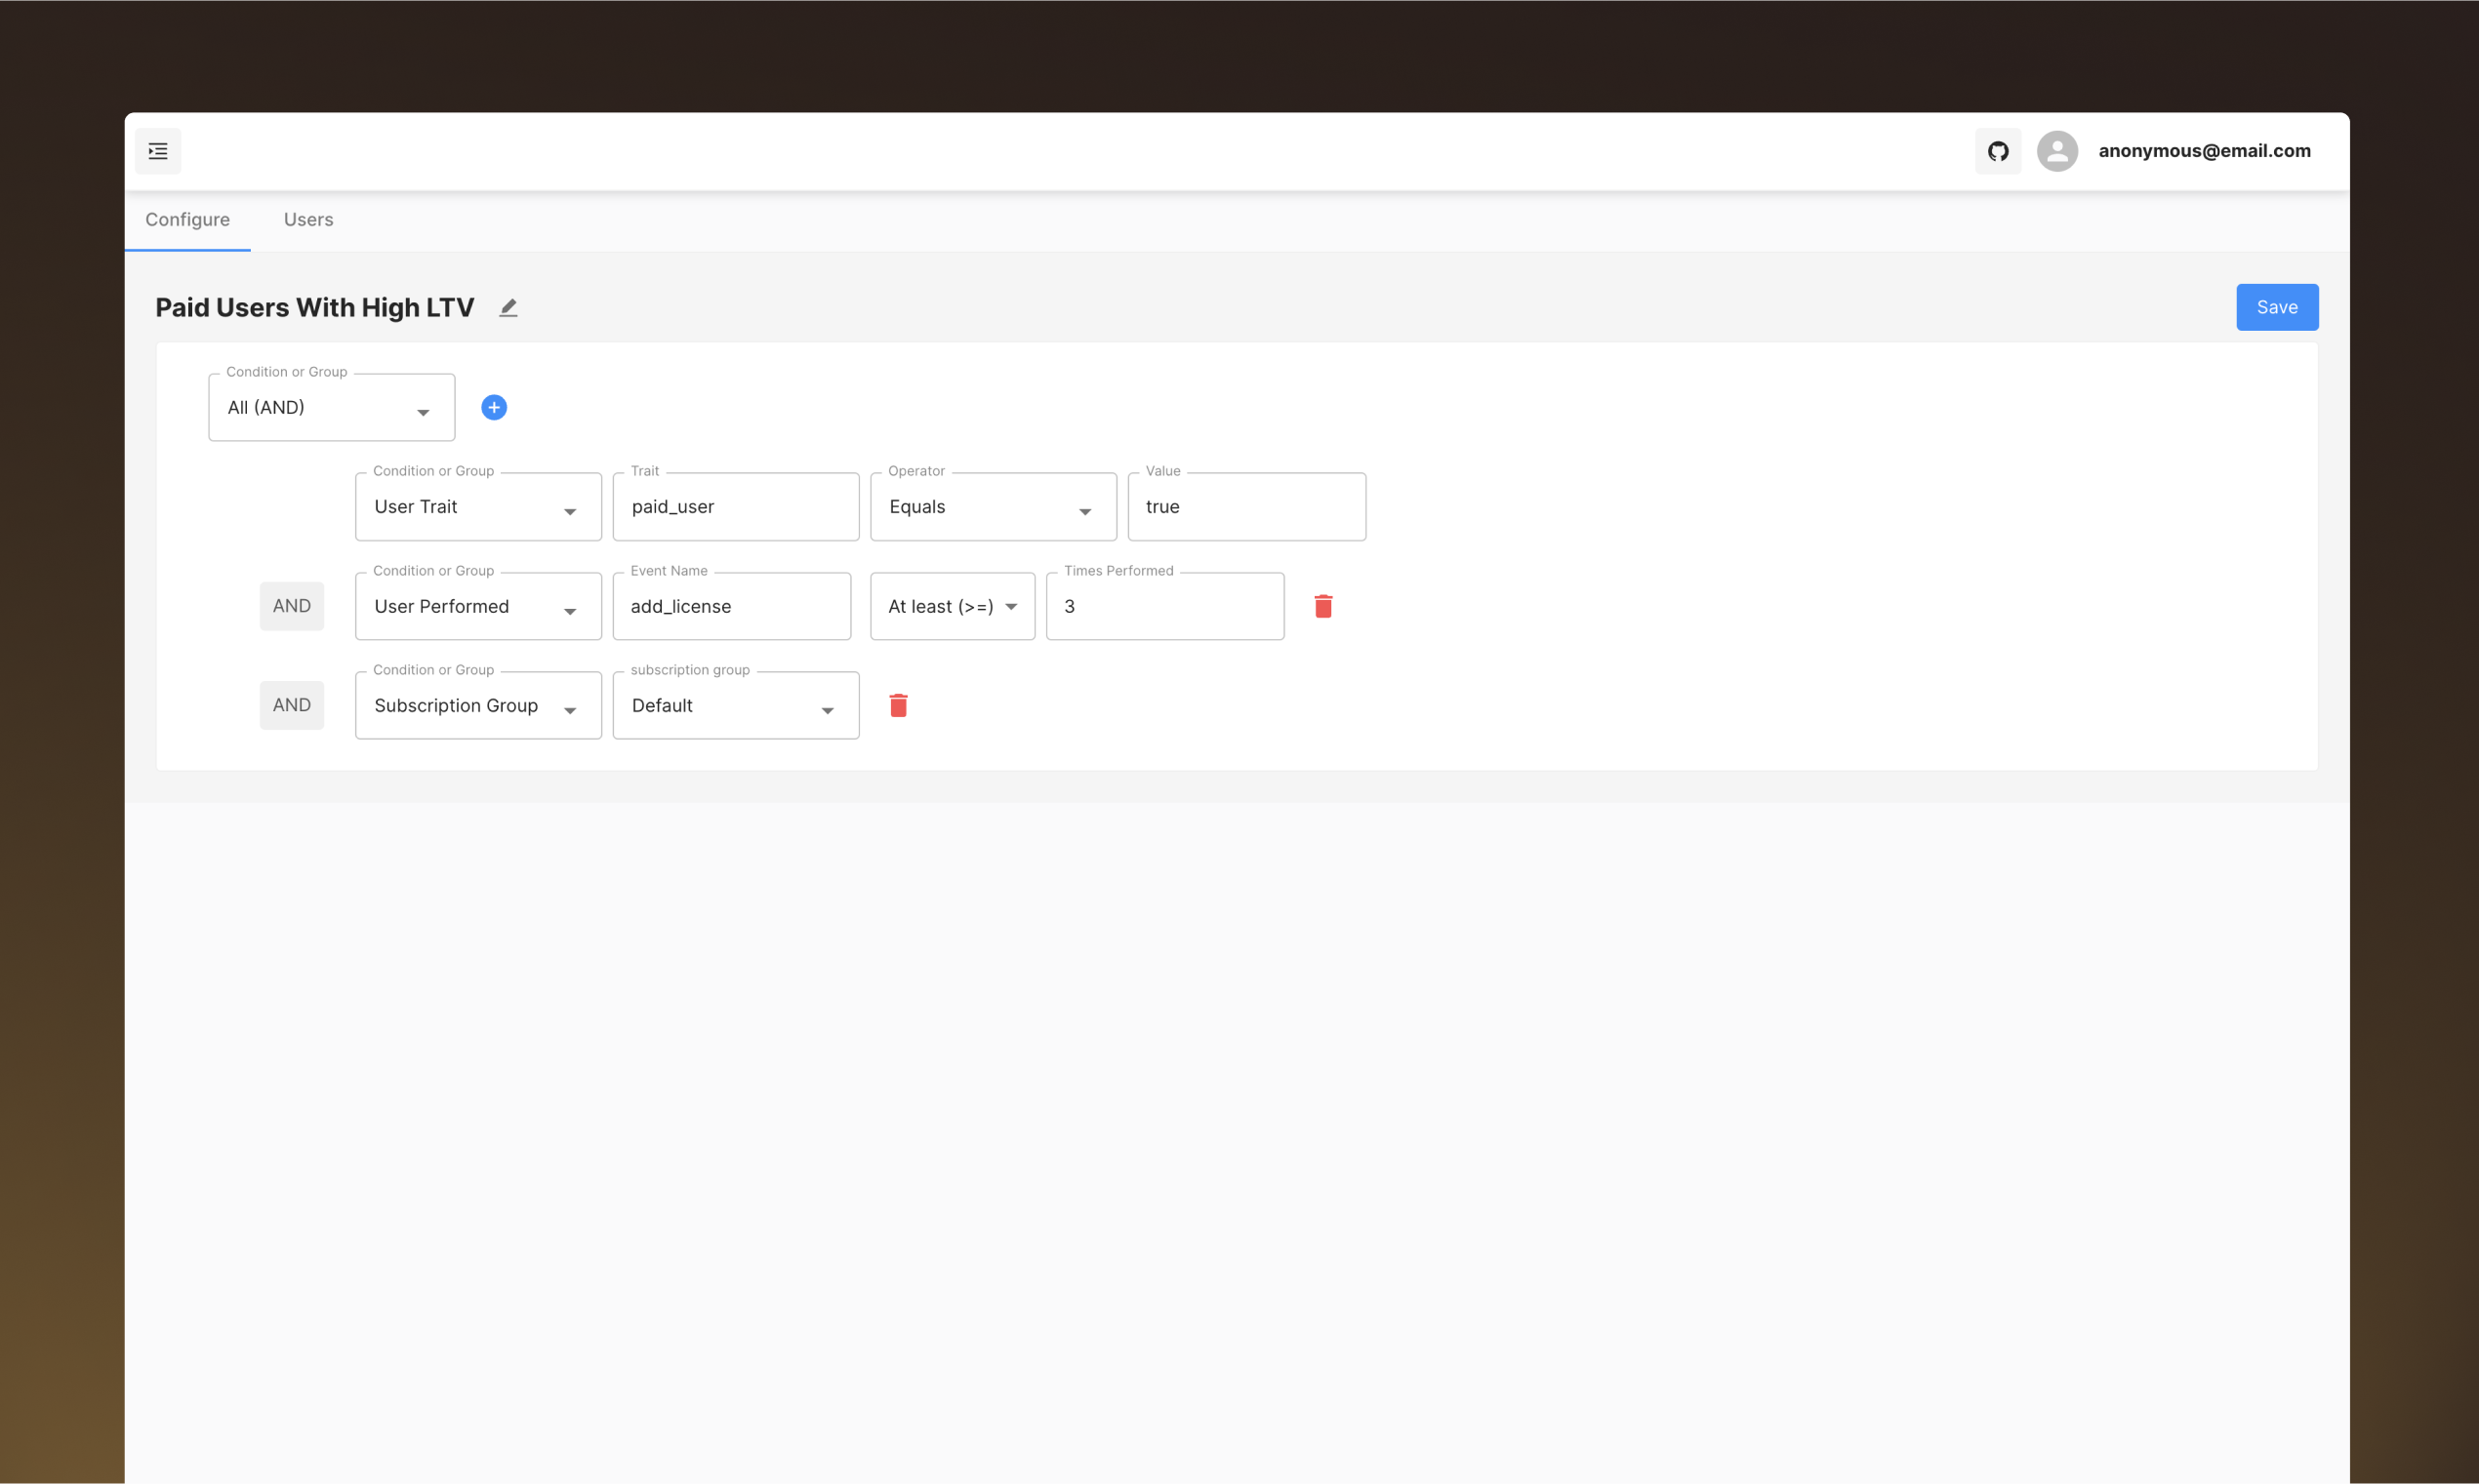 anonymous@email.com
Configure Users
Paid Users With High LTV Save
Condition or Group
All (AND)
Condition or Group Trait Operator Value
User Trait paid_user Equals true
Condition or Group Event Name Times Performed
AND User Performed add_license At least (>=) 3
Condition or Group subscription group
AND Subscription Group Default